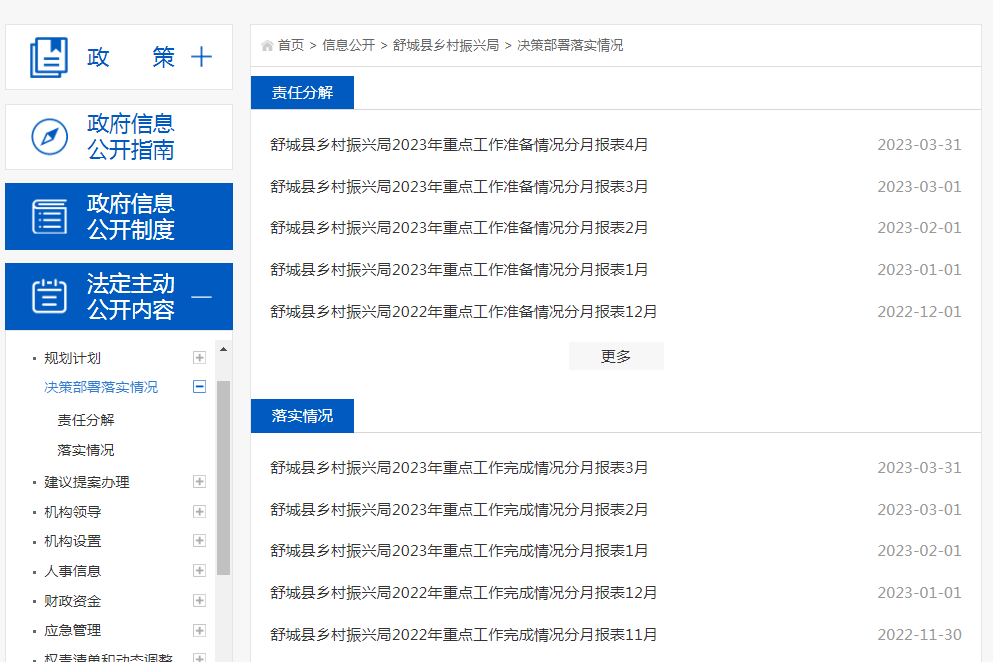 政 策
政府信息
公开指南
政府信息
公开制度
法定主动
公开内容
规划计划
决策部署落实情况
责任分解
落实情况
建议提案办理
机构领导
机构设置
人事信息
财政资金
应急管理
权责清单和动态调整
首页 > 信息公开 > 舒城县乡村振兴局 > 决策部署落实情况
责任分解
舒城县乡村振兴局2023年重点工作准备情况分月报表4月 2023-03-31
舒城县乡村振兴局2023年重点工作准备情况分月报表3月 2023-03-01
舒城县乡村振兴局2023年重点工作准备情况分月报表2月 2023-02-01
舒城县乡村振兴局2023年重点工作准备情况分月报表1月 2023-01-01
舒城县乡村振兴局2022年重点工作准备情况分月报表12月 2022-12-01
更多
落实情况
舒城县乡村振兴局2023年重点工作完成情况分月报表3月 2023-03-31
舒城县乡村振兴局2023年重点工作完成情况分月报表2月 2023-03-01
舒城县乡村振兴局2023年重点工作完成情况分月报表1月 2023-02-01
舒城县乡村振兴局2022年重点工作完成情况分月报表12月 2023-01-01
舒城县乡村振兴局2022年重点工作完成情况分月报表11月 2022-11-30